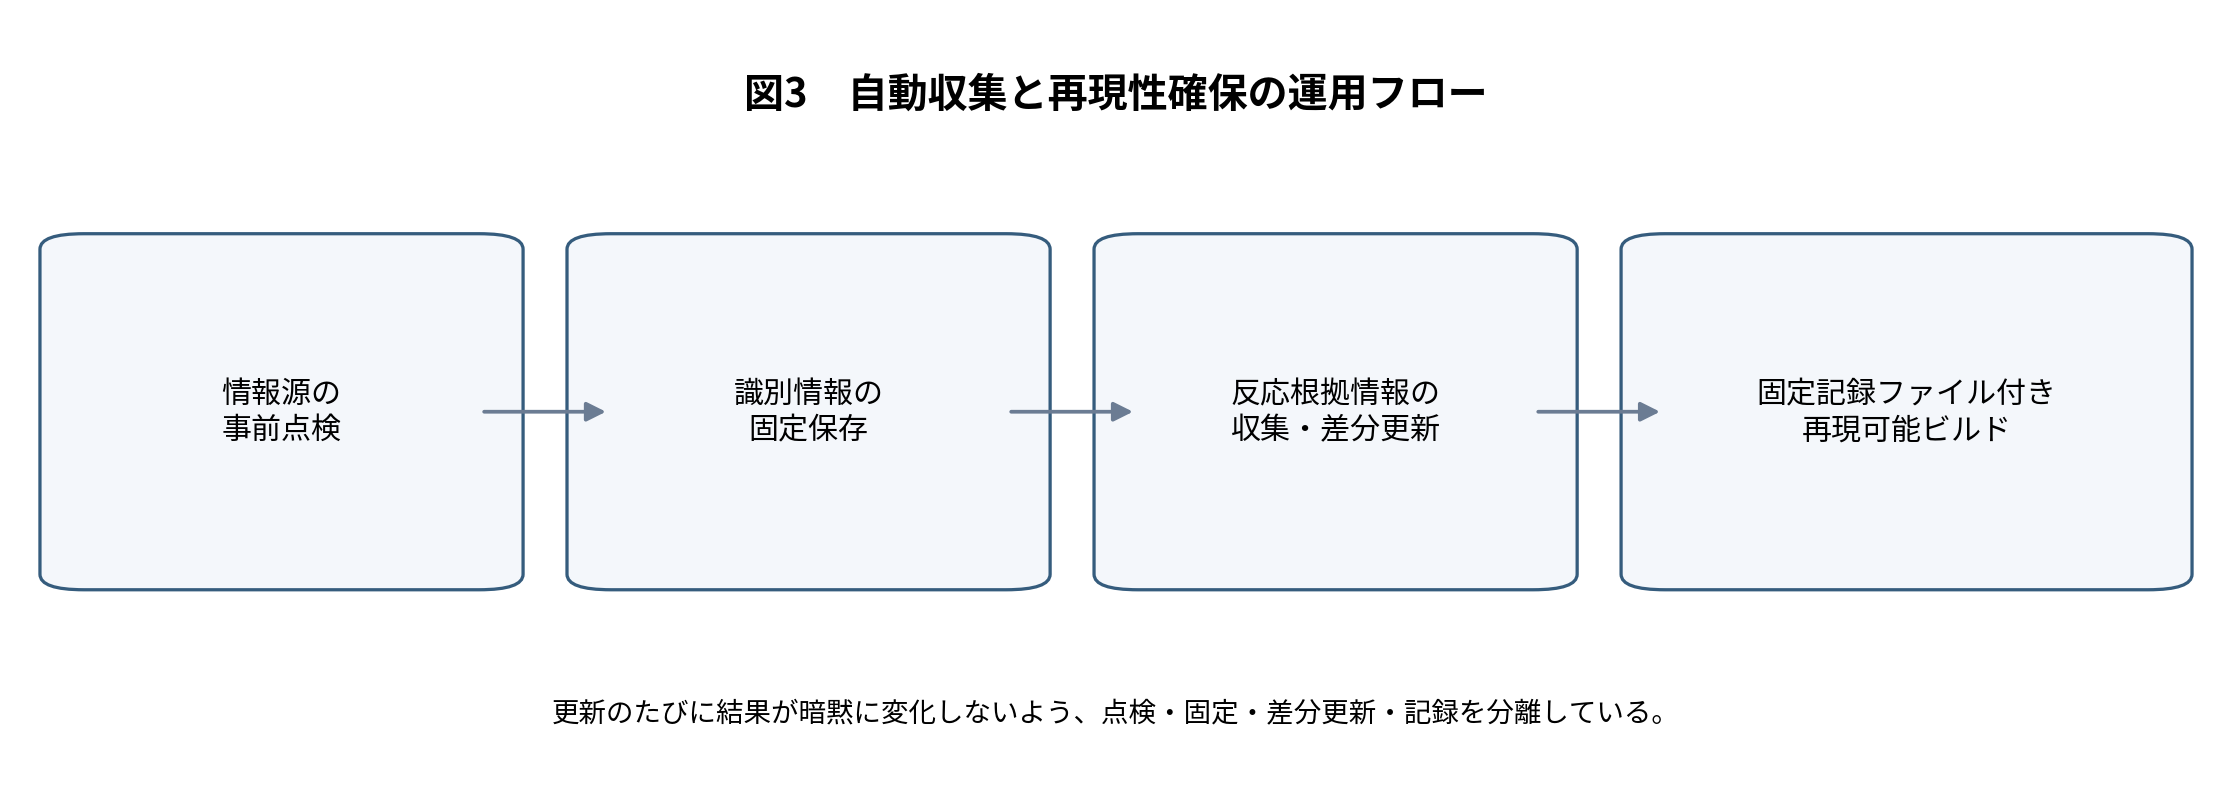 図3　自動収集と再現性確保の運用フロー
情報源の
事前点検
識別情報の
固定保存
反応根拠情報の
収集・差分更新
固定記録ファイル付き
再現可能ビルド
更新のたびに結果が暗黙に変化しないよう、点検・固定・差分更新・記録を分離している。